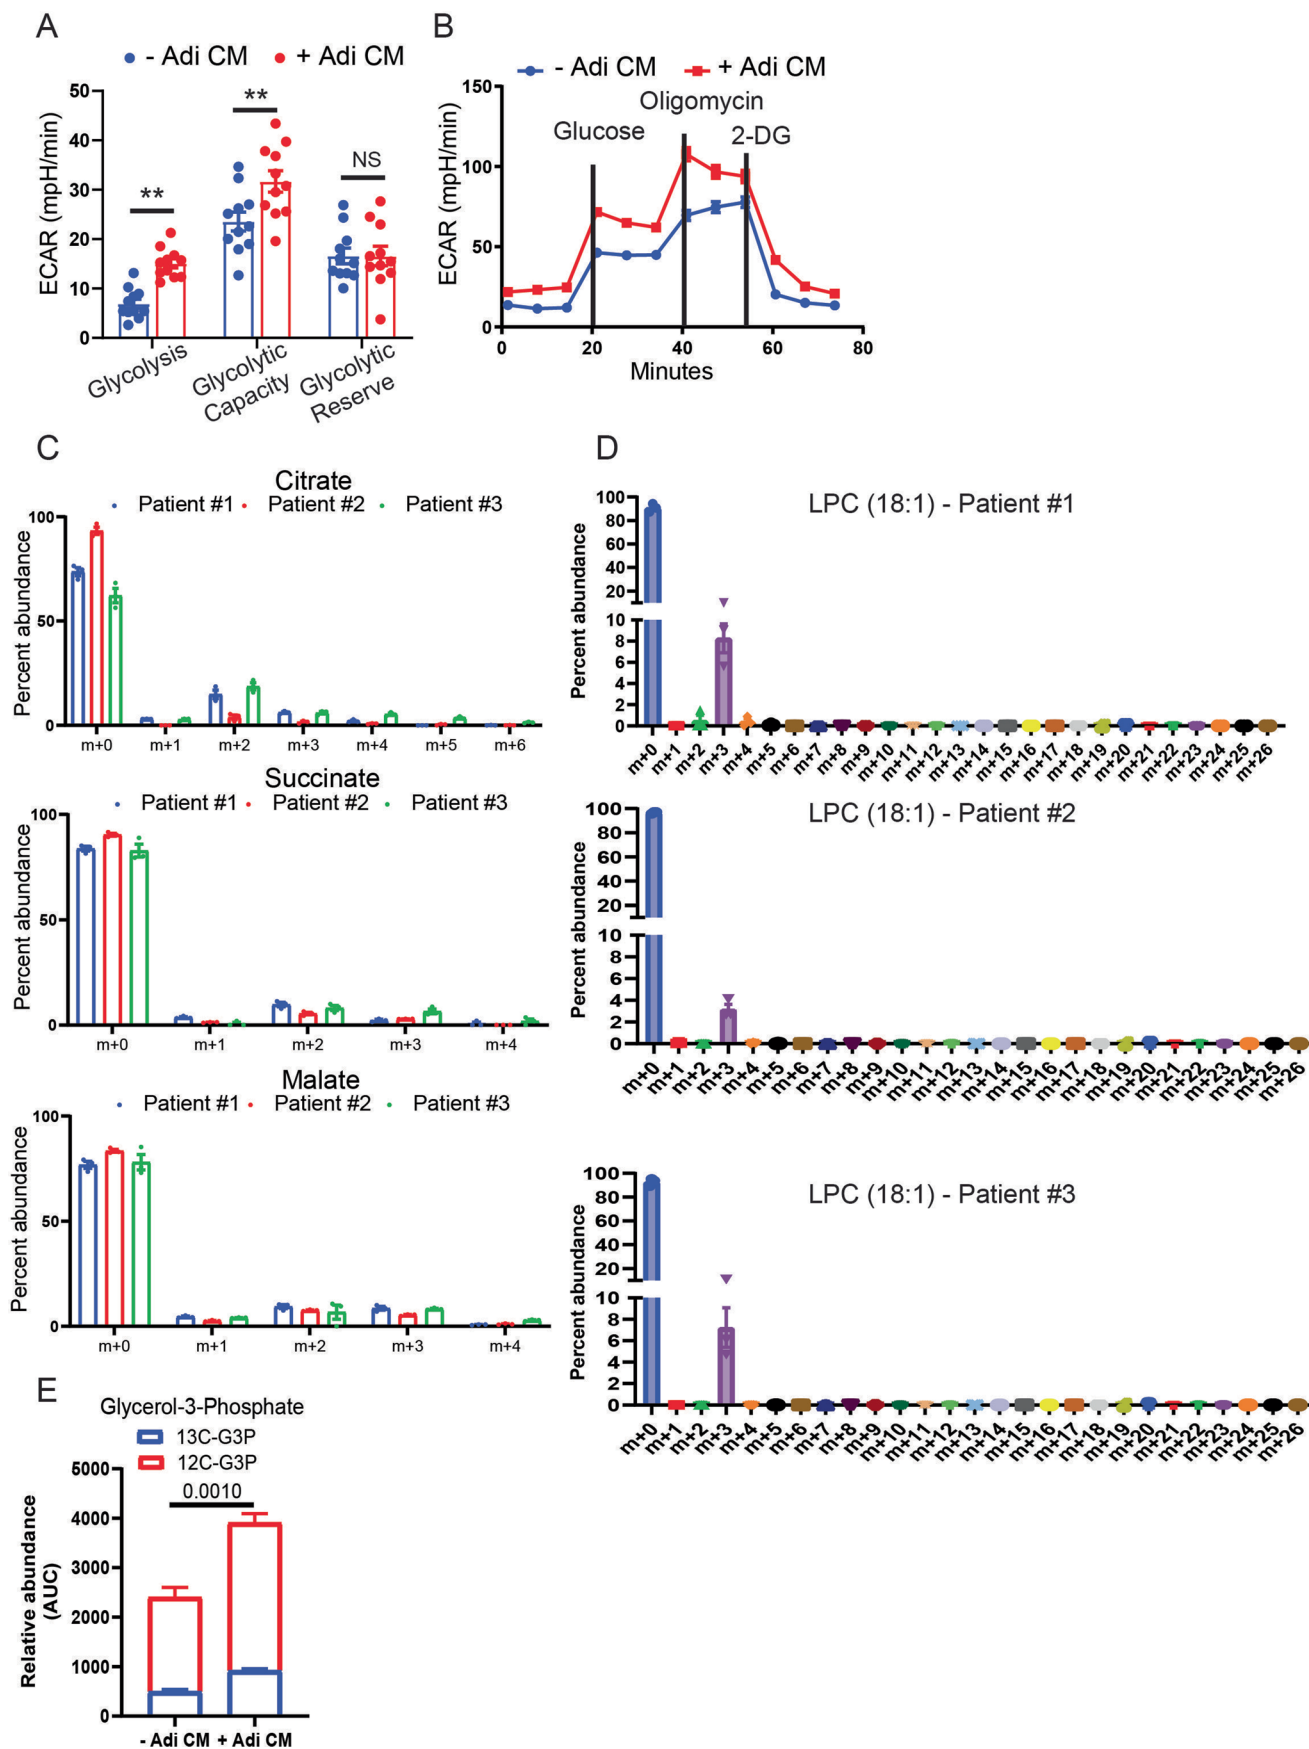 A
- Adi CM + Adi CM
ECAR (mpH/min)
50
40
30
20
10
0
**
**
NS
Glycolysis
Glycolytic
Capacity
Glycolytic
Reserve
B
- Adi CM + Adi CM
ECAR (mpH/min)
150
100
50
0
Glucose
Oligomycin
2-DG
0 20 40 60 80
Minutes
C
Citrate
Patient #1 Patient #2 Patient #3
Percent abundance
100
50
0
m+0 m+1 m+2 m+3 m+4 m+5 m+6
Succinate
Patient #1 Patient #2 Patient #3
Percent abundance
100
50
0
m+0 m+1 m+2 m+3 m+4
Malate
Patient #1 Patient #2 Patient #3
Percent abundance
100
50
0
m+0 m+1 m+2 m+3 m+4
D
LPC (18:1) - Patient #1
Percent abundance
100
80
60
40
20
10
8
6
4
2
0
m+0 m+1 m+2 m+3 m+4 m+5 m+6 m+7 m+8 m+9 m+10 m+11 m+12 m+13 m+14 m+15 m+16 m+17 m+18 m+19 m+20 m+21 m+22 m+23 m+24 m+25 m+26
LPC (18:1) - Patient #2
Percent abundance
100
80
60
40
20
10
8
6
4
2
0
m+0 m+1 m+2 m+3 m+4 m+5 m+6 m+7 m+8 m+9 m+10 m+11 m+12 m+13 m+14 m+15 m+16 m+17 m+18 m+19 m+20 m+21 m+22 m+23 m+24 m+25 m+26
LPC (18:1) - Patient #3
Percent abundance
100
80
60
40
20
10
8
6
4
2
0
m+0 m+1 m+2 m+3 m+4 m+5 m+6 m+7 m+8 m+9 m+10 m+11 m+12 m+13 m+14 m+15 m+16 m+17 m+18 m+19 m+20 m+21 m+22 m+23 m+24 m+25 m+26
E
Glycerol-3-Phosphate
13C-G3P
12C-G3P
Relative abundance
(AUC)
5000
4000
3000
2000
1000
0
0.0010
- Adi CM + Adi CM